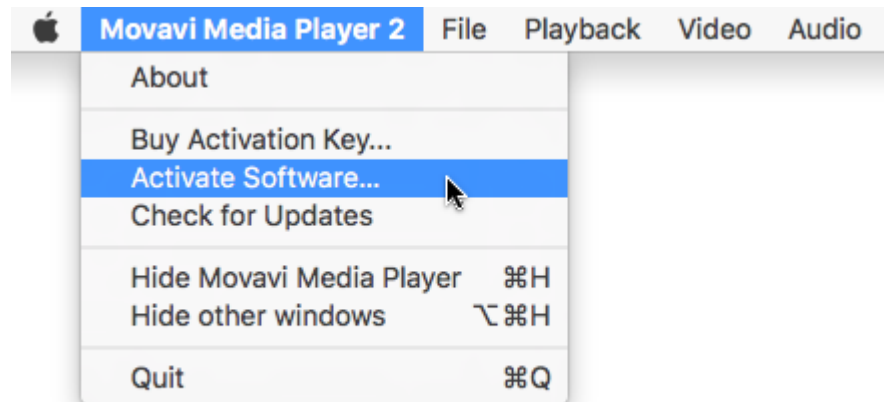 Movavi Media Player 2 File Playback Video Audio
About
Buy Activation Key...
Activate Software...
Check for Updates
Hide Movavi Media Player ⌘H
Hide other windows ⌥⌘H
Quit ⌘Q